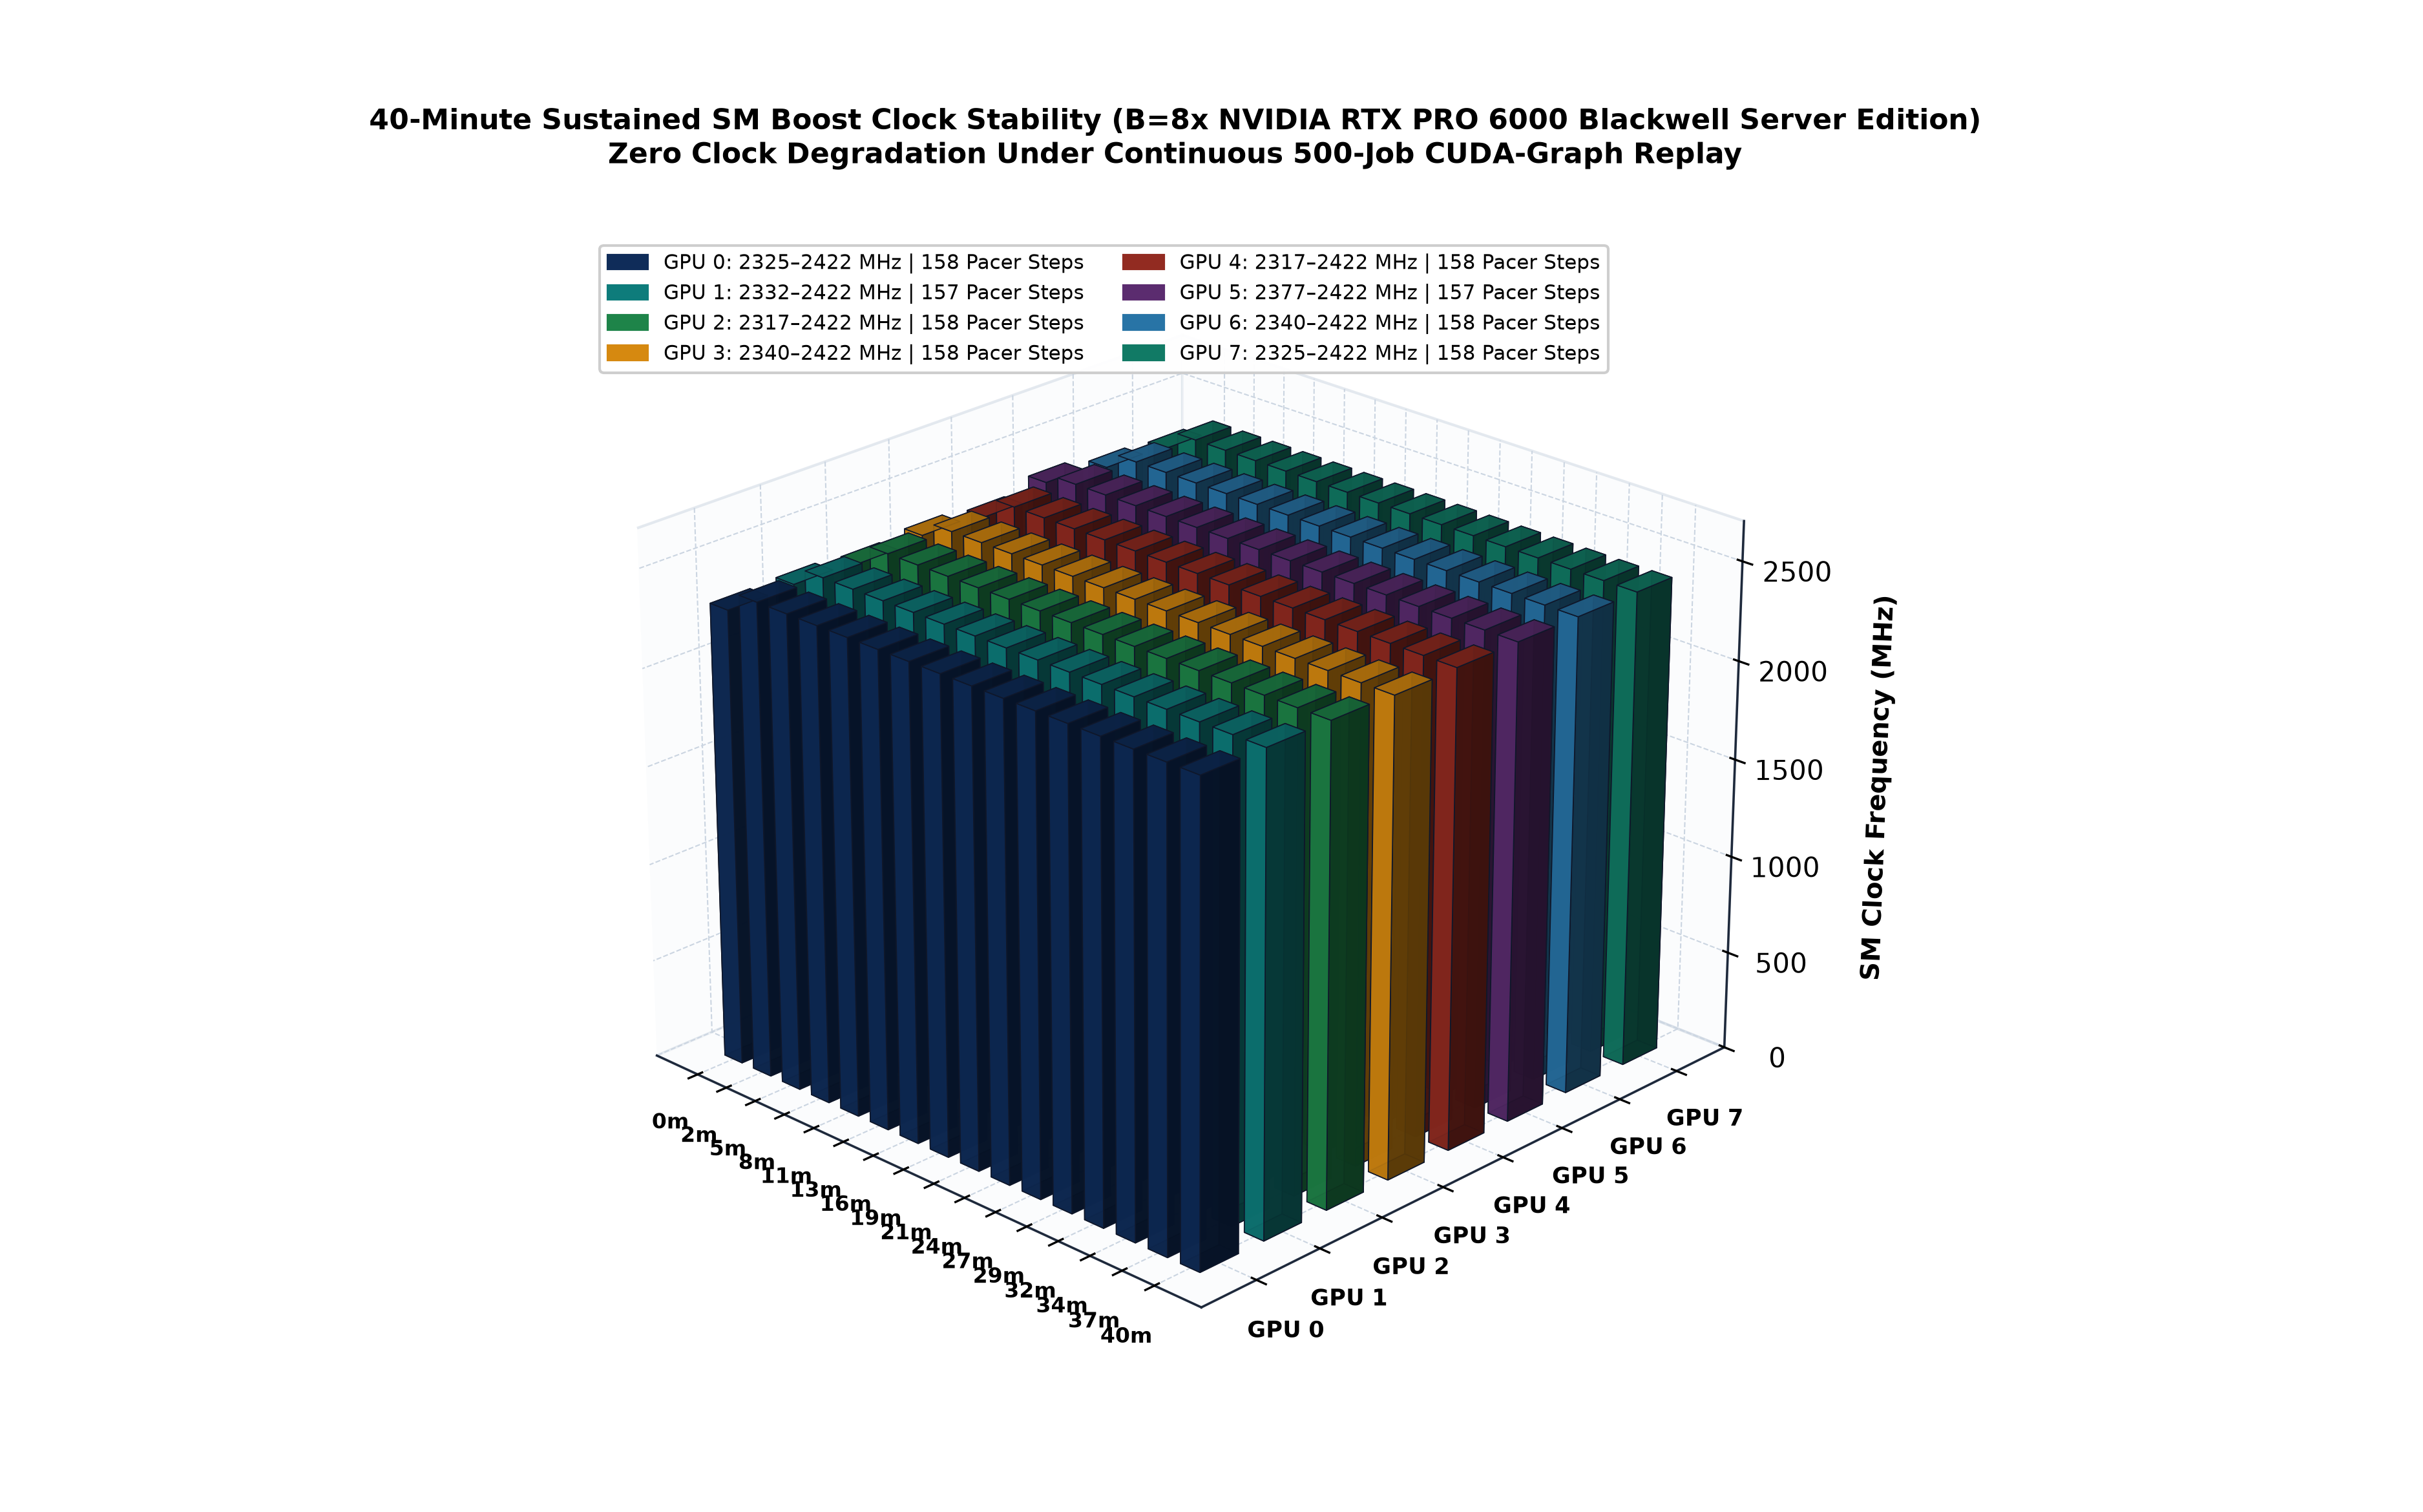 40-Minute Sustained SM Boost Clock Stability (B=8x NVIDIA RTX PRO 6000 Blackwell Server Edition)
Zero Clock Degradation Under Continuous 500-Job CUDA-Graph Replay
GPU 0: 2325–2422 MHz | 158 Pacer Steps
GPU 1: 2332–2422 MHz | 157 Pacer Steps
GPU 2: 2317–2422 MHz | 158 Pacer Steps
GPU 3: 2340–2422 MHz | 158 Pacer Steps
GPU 4: 2317–2422 MHz | 158 Pacer Steps
GPU 5: 2377–2422 MHz | 157 Pacer Steps
GPU 6: 2340–2422 MHz | 158 Pacer Steps
GPU 7: 2325–2422 MHz | 158 Pacer Steps
2500
2000
1500
1000
500
0
SM Clock Frequency (MHz)
0m
2m
5m
8m
11m
13m
16m
19m
21m
24m
27m
29m
32m
34m
37m
40m
GPU 0
GPU 1
GPU 2
GPU 3
GPU 4
GPU 5
GPU 6
GPU 7